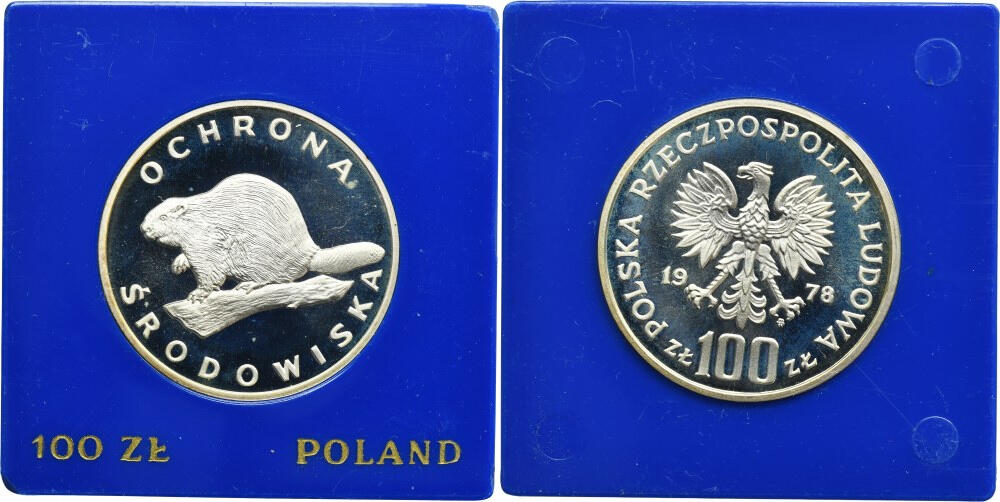 OCHRONA
ŚRODOWISKA
100 ZŁ POLAND
POLSKA RZECZPOSPOLITA LUDOWA
19 78
ZŁ 100 ZŁ